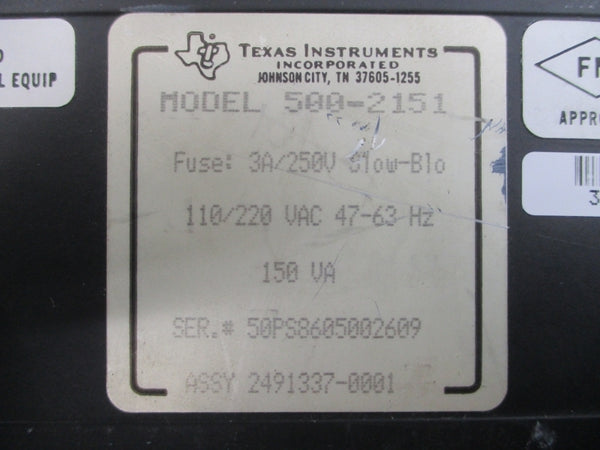 TEXAS INSTRUMENTS
INCORPORATED
JOHNSON CITY, TN 37605-1255
MODEL 500-2151
Fuse: 3A/250V Slow-Blo
110/220 VAC 47-63 Hz
150 VA
SER.# 50PS8605002609
ASSY 2491337-0001
D
L EQUIP
FM
APPRO
3